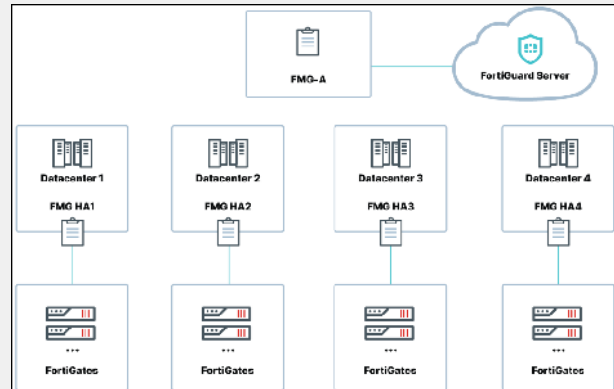 FMG-A
FortiGuard Server
Datacenter 1
FMG HA1
Datacenter 2
FMG HA2
Datacenter 3
FMG HA3
Datacenter 4
FMG HA4
...
FortiGates
...
FortiGates
...
FortiGates
...
FortiGates